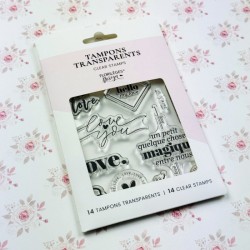 TAMPONS
TRANSPARENTS
CLEAR STAMPS
love
hello
love
you
un petit
quelque chose
magique
entre nous
love.
14 TAMPONS TRANSPARENTS | 14 CLEAR STAMPS